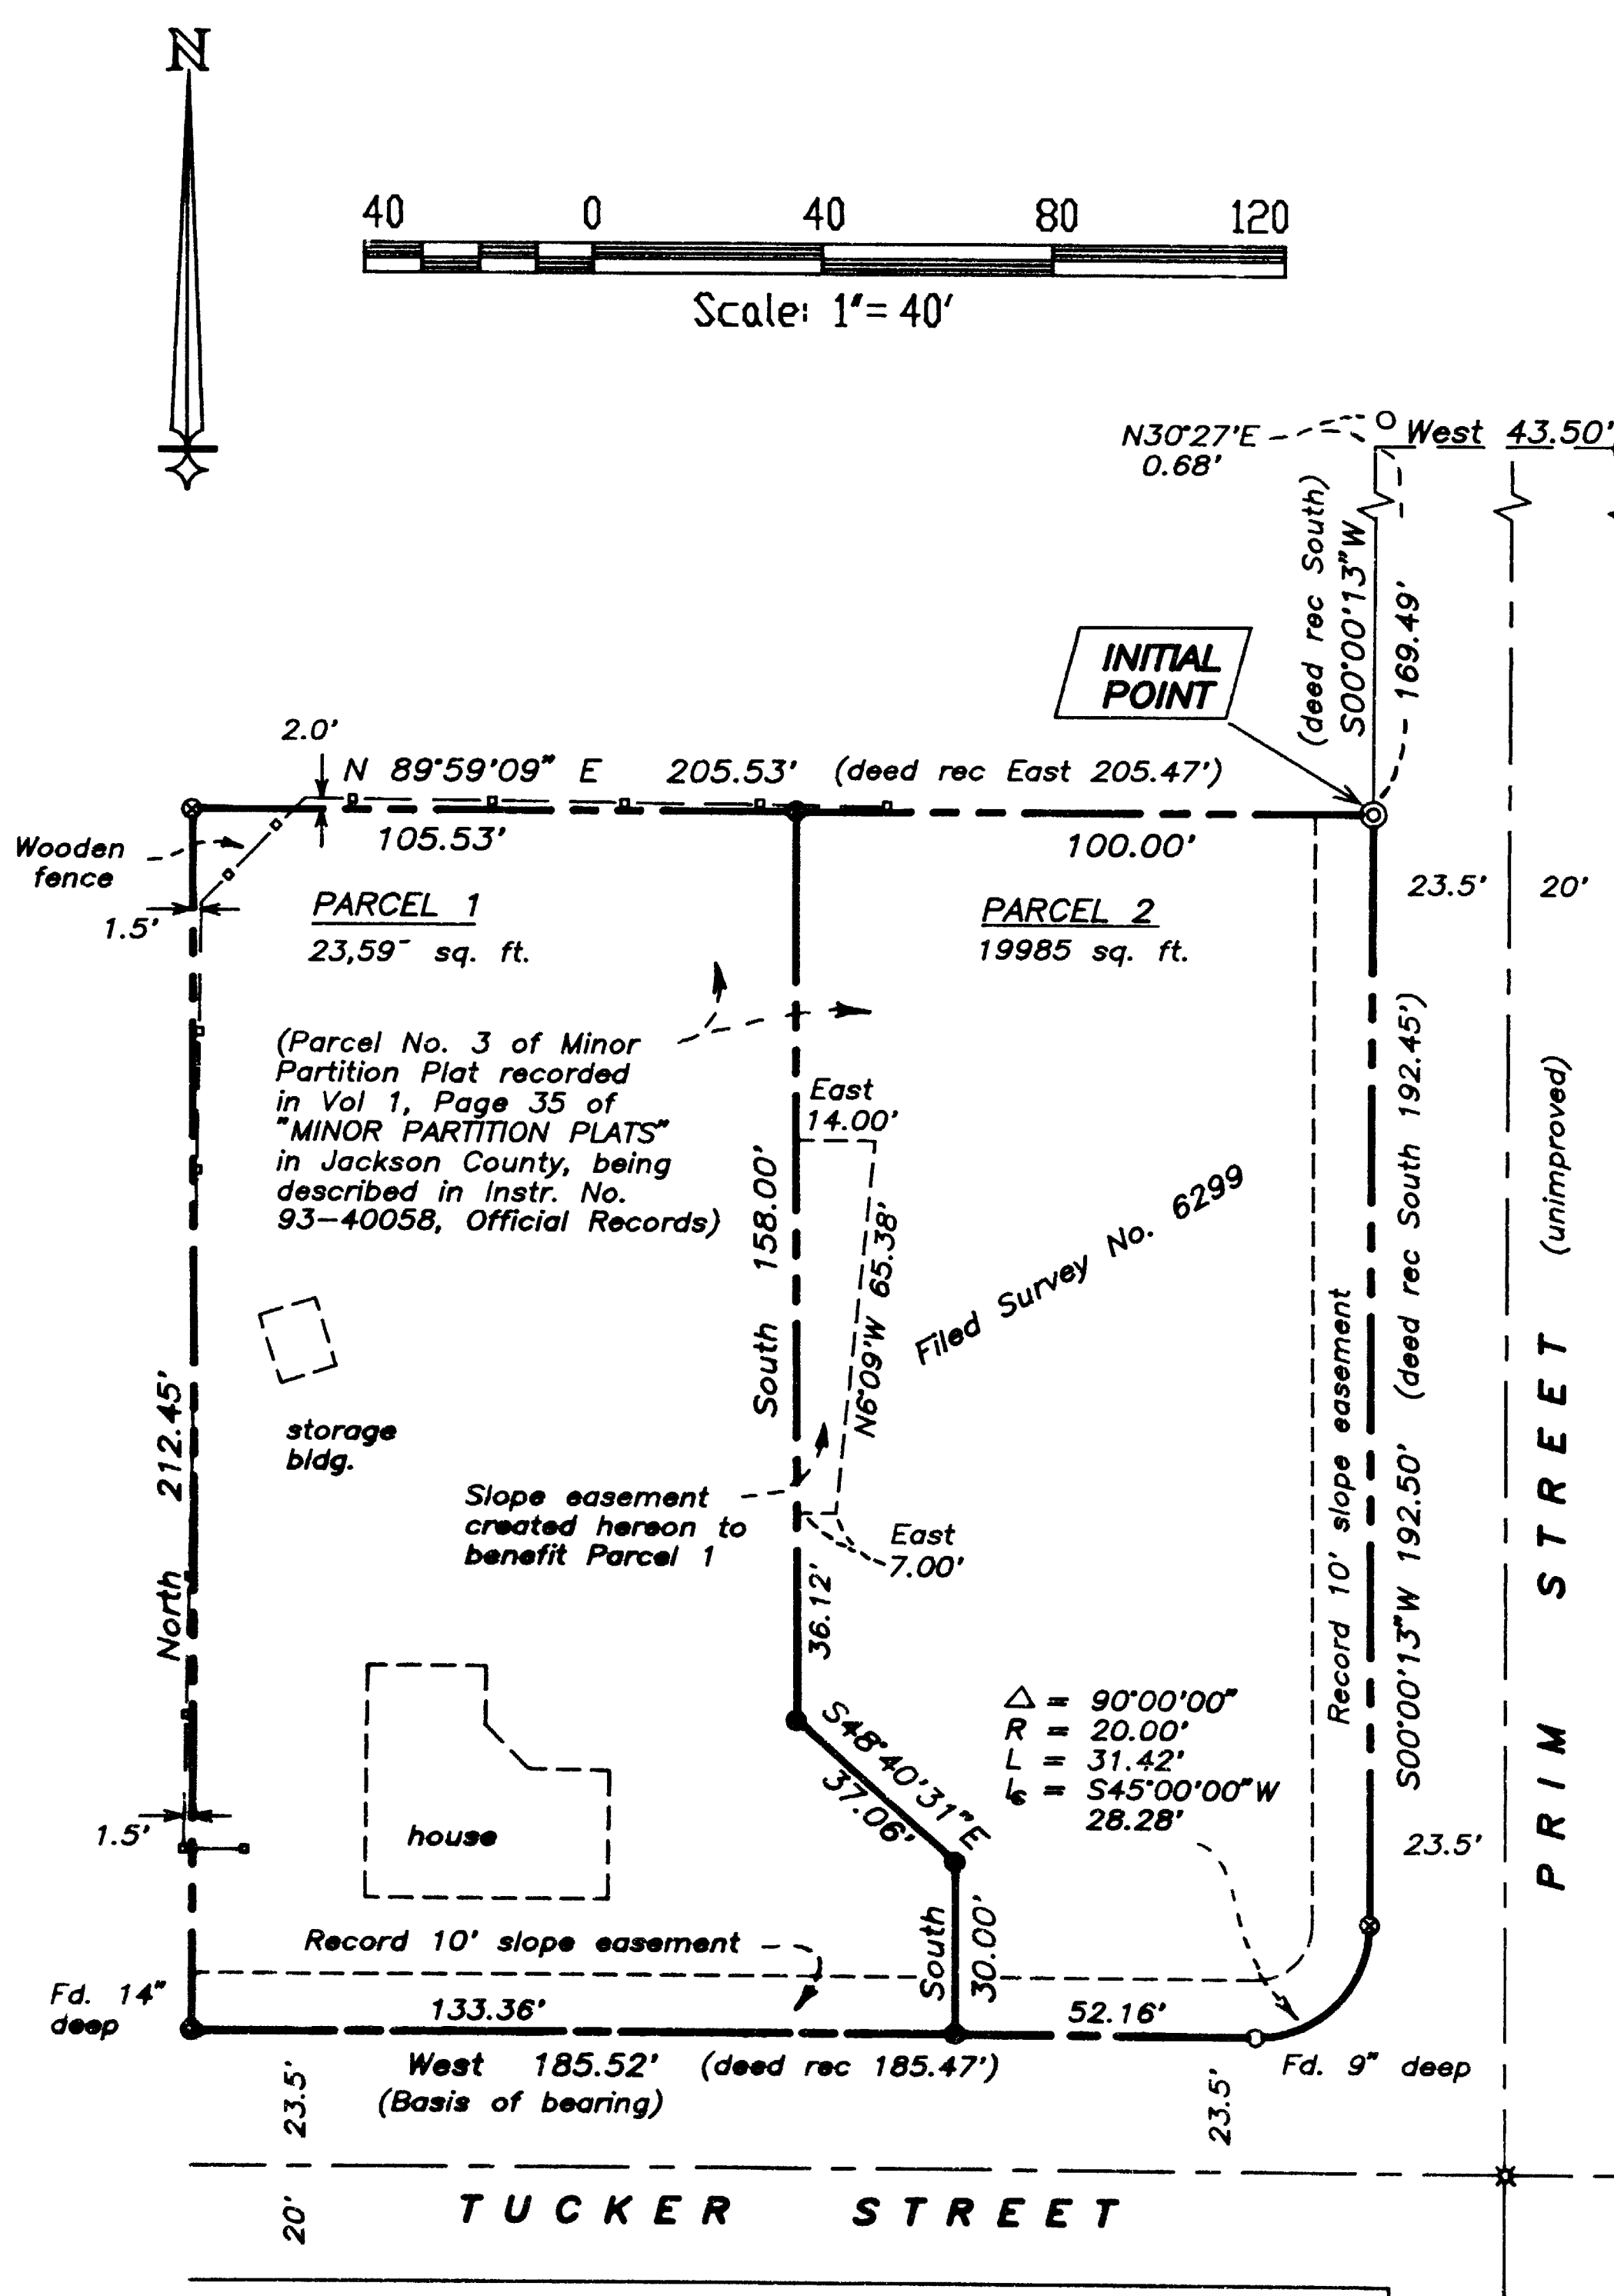 N
40 0 40 80 120
Scale: 1"= 40'
N30°27'E
0.68'
West 43.50'
(deed rec South)
S00°00'13"W
169.49'
INITIAL
POINT
2.0'
N 89°59'09" E 205.53' (deed rec East 205.47')
105.53'
100.00'
Wooden
fence
1.5'
PARCEL 1
sq. ft.
PARCEL 2
19985 sq. ft.
23.5'
20'
(Parcel No. 3 of Minor
Partition Plat recorded
in Vol 1, Page 35 of
"MINOR PARTITION PLATS"
in Jackson County, being
described in Instr. No.
93-40058, Official Records)
East
14.00'
South 158.00'
N6°09'W 65.38'
Filed Survey No. 6299
Record 10' slope easement
S00°00'13"W 192.50' (deed rec South 192.45')
PRIM STREET (unimproved)
North 212.45'
storage
bldg.
Slope easement
created hereon to
benefit Parcel 1
East
7.00'
36.12'
S48°40'31"E
37.06'
△ = 90°00'00"
R = 20.00'
L = 31.42'
= S45°00'00"W
28.28'
1.5'
house
23.5'
Record 10' slope easement
South
30.00'
Fd. 14"
deep
133.36'
52.16'
West 185.52' (deed rec 185.47')
(Basis of bearing)
Fd. 9" deep
23.5'
23.5'
TUCKER STREET
20'